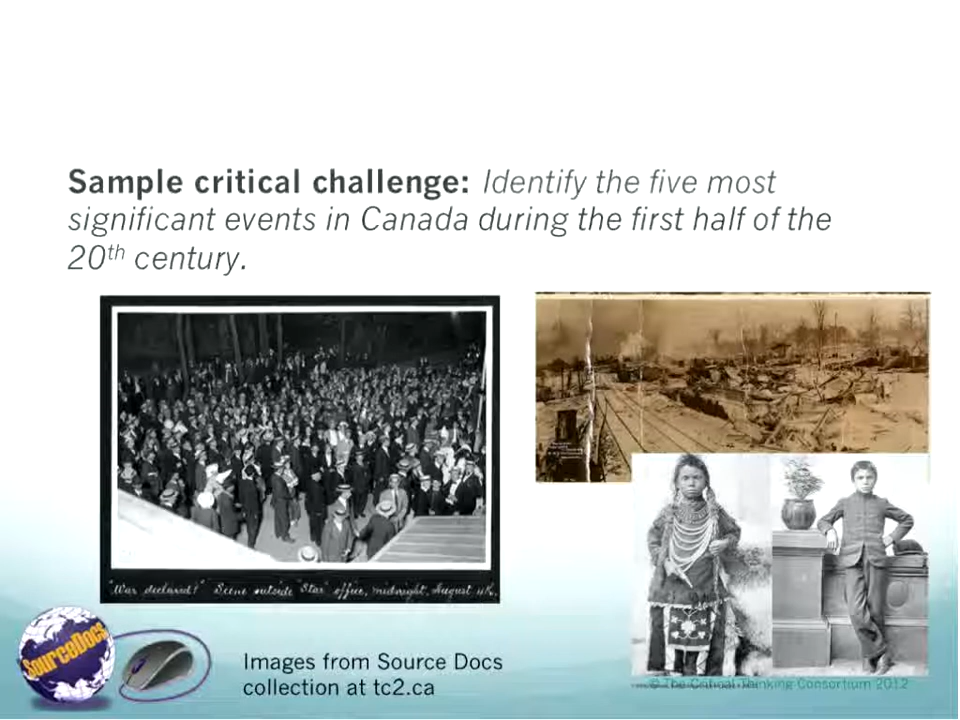 Sample critical challenge: Identify the five most
significant events in Canada during the first half of the
20th century.
"War declared!" Scene outside "Star" office, midnight, August 4th,
SourceDocs
Images from Source Docs
collection at tc2.ca
© The Critical Thinking Consortium 2012